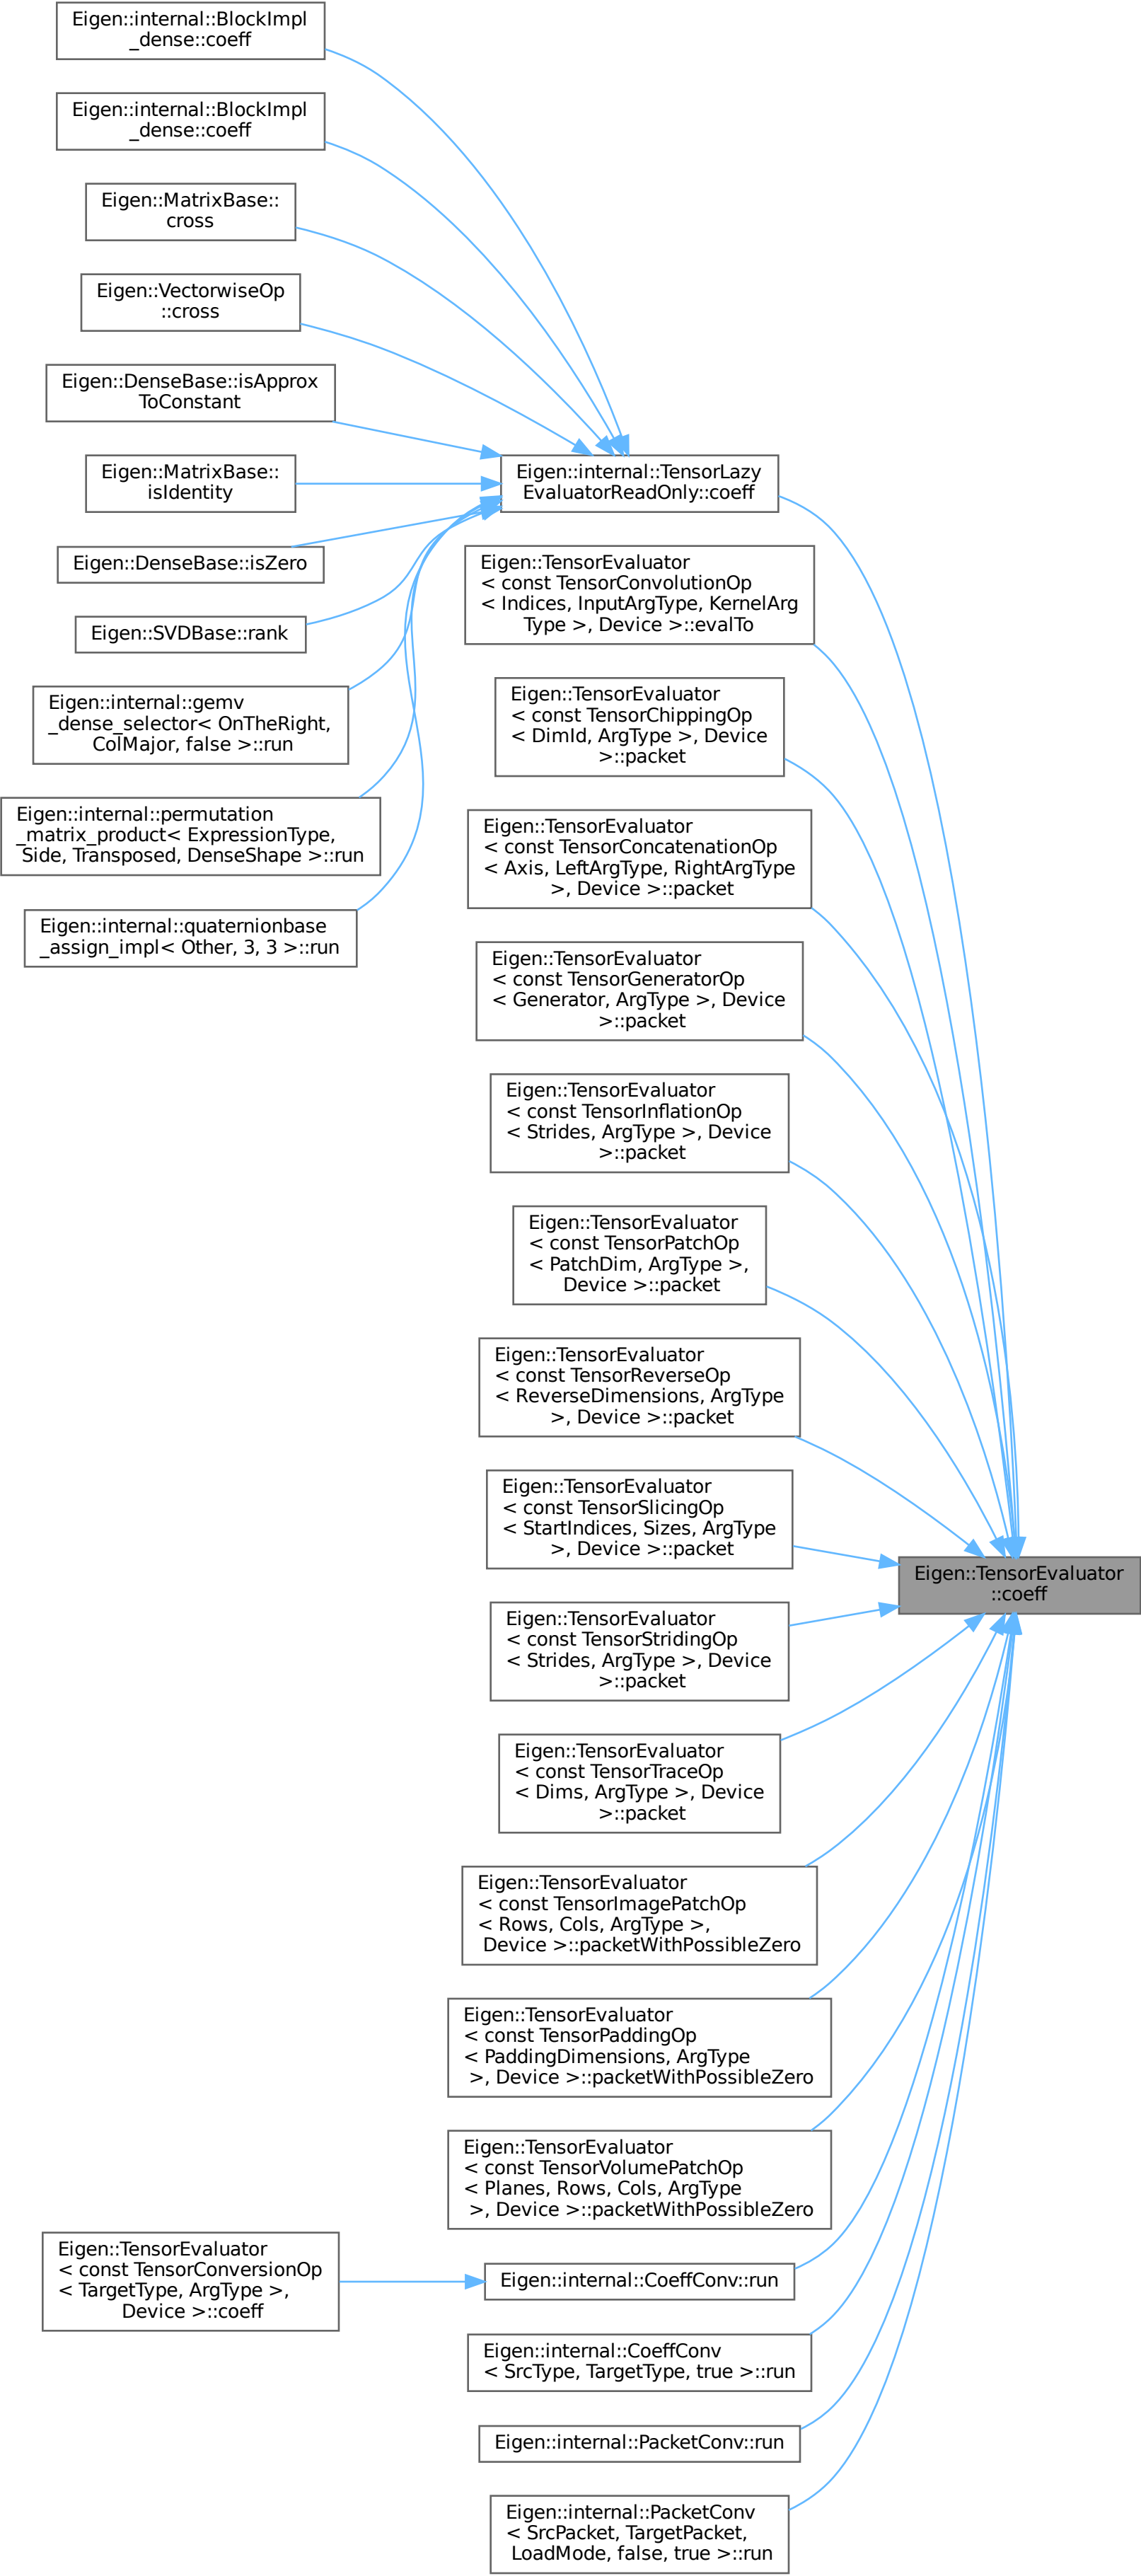 Eigen::internal::BlockImpl
_dense::coeff
Eigen::internal::BlockImpl
_dense::coeff
Eigen::MatrixBase::
cross
Eigen::VectorwiseOp
::cross
Eigen::DenseBase::isApprox
ToConstant
Eigen::MatrixBase::
isIdentity
Eigen::DenseBase::isZero
Eigen::SVDBase::rank
Eigen::internal::gemv
_dense_selector< OnTheRight,
ColMajor, false >::run
Eigen::internal::permutation
_matrix_product< ExpressionType,
Side, Transposed, DenseShape >::run
Eigen::internal::quaternionbase
_assign_impl< Other, 3, 3 >::run
Eigen::TensorEvaluator
< const TensorConversionOp
< TargetType, ArgType >,
Device >::coeff
Eigen::internal::TensorLazy
EvaluatorReadOnly::coeff
Eigen::TensorEvaluator
< const TensorConvolutionOp
< Indices, InputArgType, KernelArg
Type >, Device >::evalTo
Eigen::TensorEvaluator
< const TensorChippingOp
< DimId, ArgType >, Device
>::packet
Eigen::TensorEvaluator
< const TensorConcatenationOp
< Axis, LeftArgType, RightArgType
>, Device >::packet
Eigen::TensorEvaluator
< const TensorGeneratorOp
< Generator, ArgType >, Device
>::packet
Eigen::TensorEvaluator
< const TensorInflationOp
< Strides, ArgType >, Device
>::packet
Eigen::TensorEvaluator
< const TensorPatchOp
< PatchDim, ArgType >,
Device >::packet
Eigen::TensorEvaluator
< const TensorReverseOp
< ReverseDimensions, ArgType
>, Device >::packet
Eigen::TensorEvaluator
< const TensorSlicingOp
< StartIndices, Sizes, ArgType
>, Device >::packet
Eigen::TensorEvaluator
< const TensorStridingOp
< Strides, ArgType >, Device
>::packet
Eigen::TensorEvaluator
< const TensorTraceOp
< Dims, ArgType >, Device
>::packet
Eigen::TensorEvaluator
< const TensorImagePatchOp
< Rows, Cols, ArgType >,
Device >::packetWithPossibleZero
Eigen::TensorEvaluator
< const TensorPaddingOp
< PaddingDimensions, ArgType
>, Device >::packetWithPossibleZero
Eigen::TensorEvaluator
< const TensorVolumePatchOp
< Planes, Rows, Cols, ArgType
>, Device >::packetWithPossibleZero
Eigen::internal::CoeffConv::run
Eigen::internal::CoeffConv
< SrcType, TargetType, true >::run
Eigen::internal::PacketConv::run
Eigen::internal::PacketConv
< SrcPacket, TargetPacket,
LoadMode, false, true >::run
Eigen::TensorEvaluator
::coeff